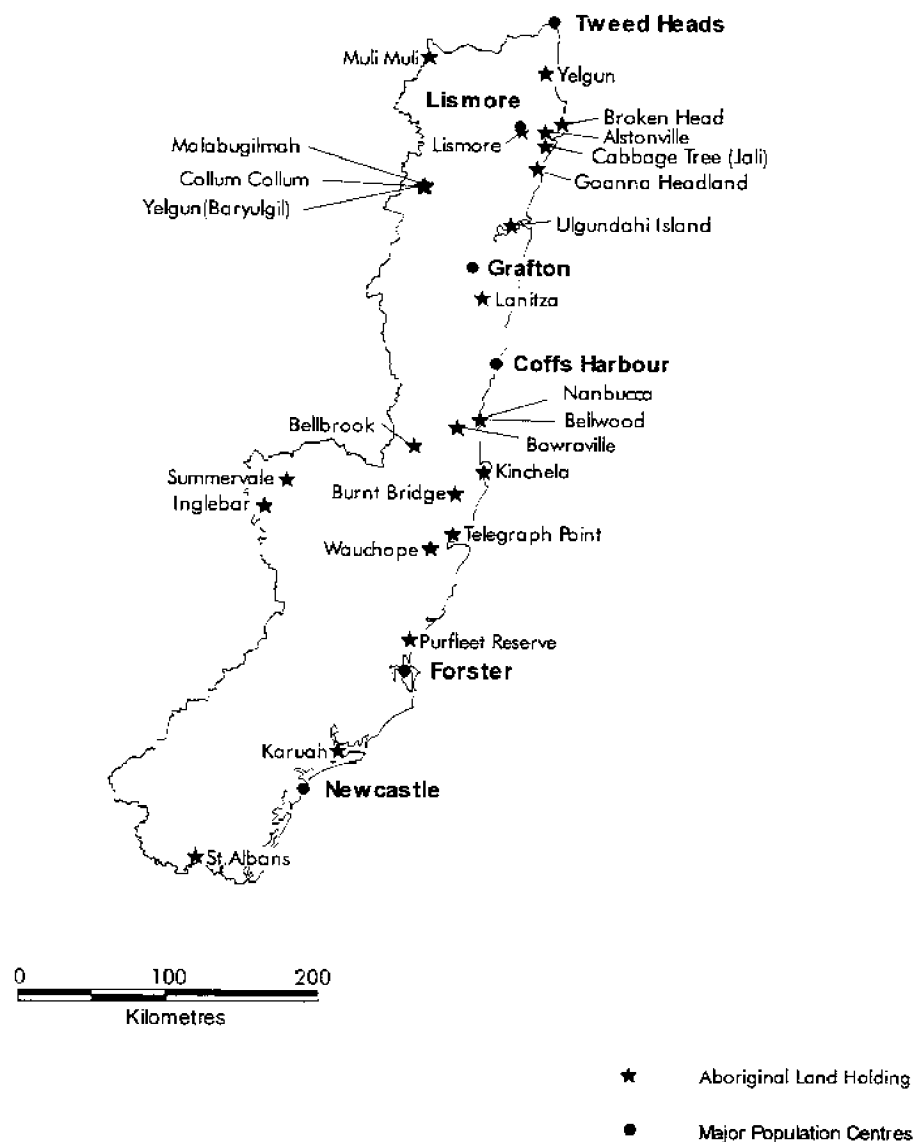 Tweed Heads
Muli Muli
Yelgun
Lismore
Broken Head
Lismore
Alstonville
Malabugilmah
Cabbage Tree (Jali)
Collum Collum
Goanna Headland
Yelgun(Baryulgil)
Ulgundahi Island
Grafton
Lanitza
Coffs Harbour
Nanbucca
Bellbrook
Bellwood
Bowraville
Summervale
Kinchela
Inglebar
Burnt Bridge
Telegraph Point
Wauchope
Purfleet Reserve
Forster
Karuah
Newcastle
St.Albans
0 100 200
Kilometres
Aboriginal Land Holding
Major Population Centres